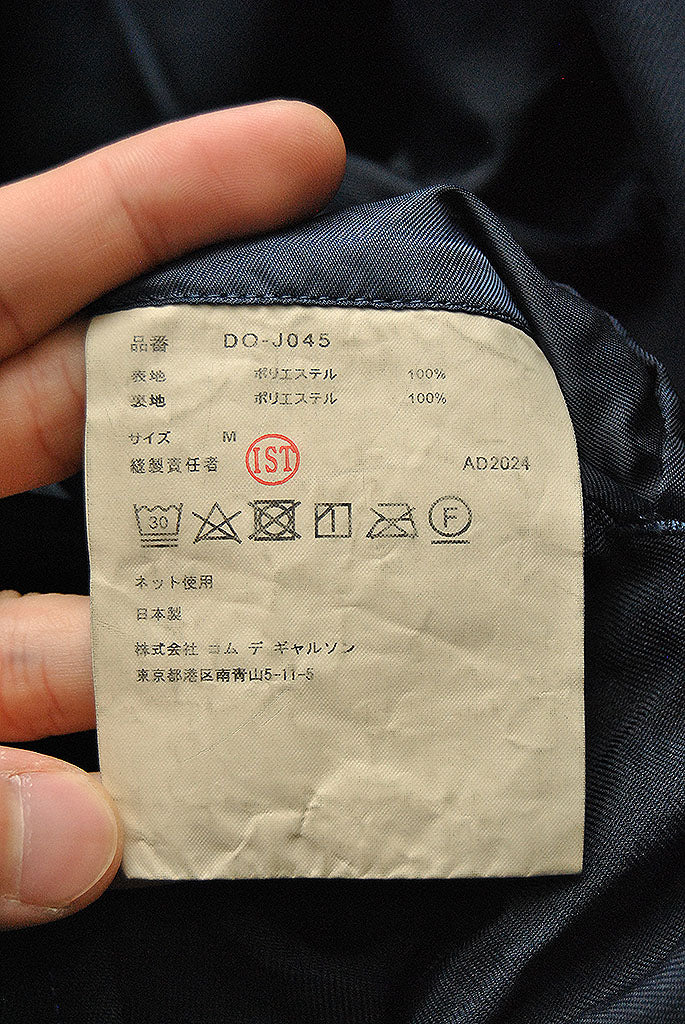 品番 DO-J045
表地 ポリエステル 100%
裏地 ポリエステル 100%
サイズ M
縫製責任者 IST AD2024
30 F
ネット使用
日本製
株式会社 コム デ ギャルソン
東京都港区南青山5-11-5